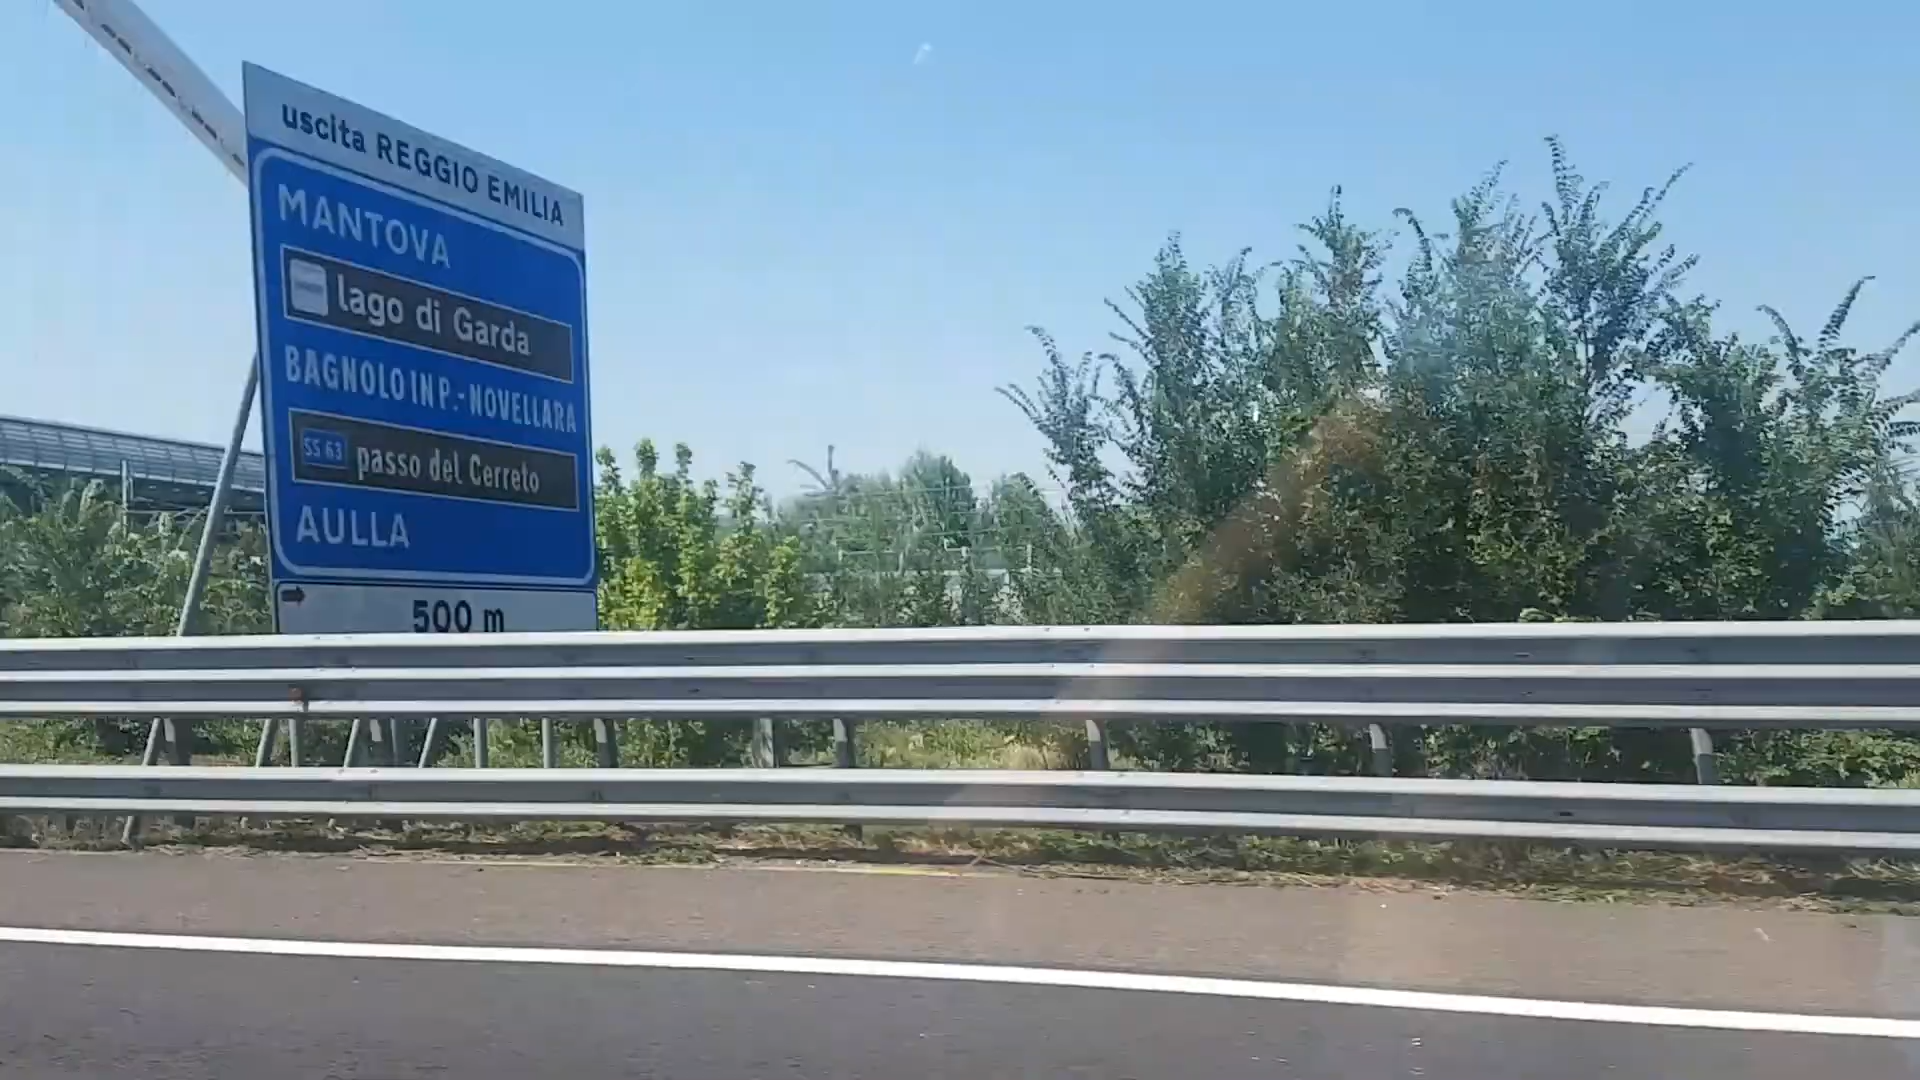 uscita REGGIO EMILIA
MANTOVA
lago di Garda
BAGNOLO IN P.-NOVELLARA
SS 63 passo del Cerreto
AULLA
500 m